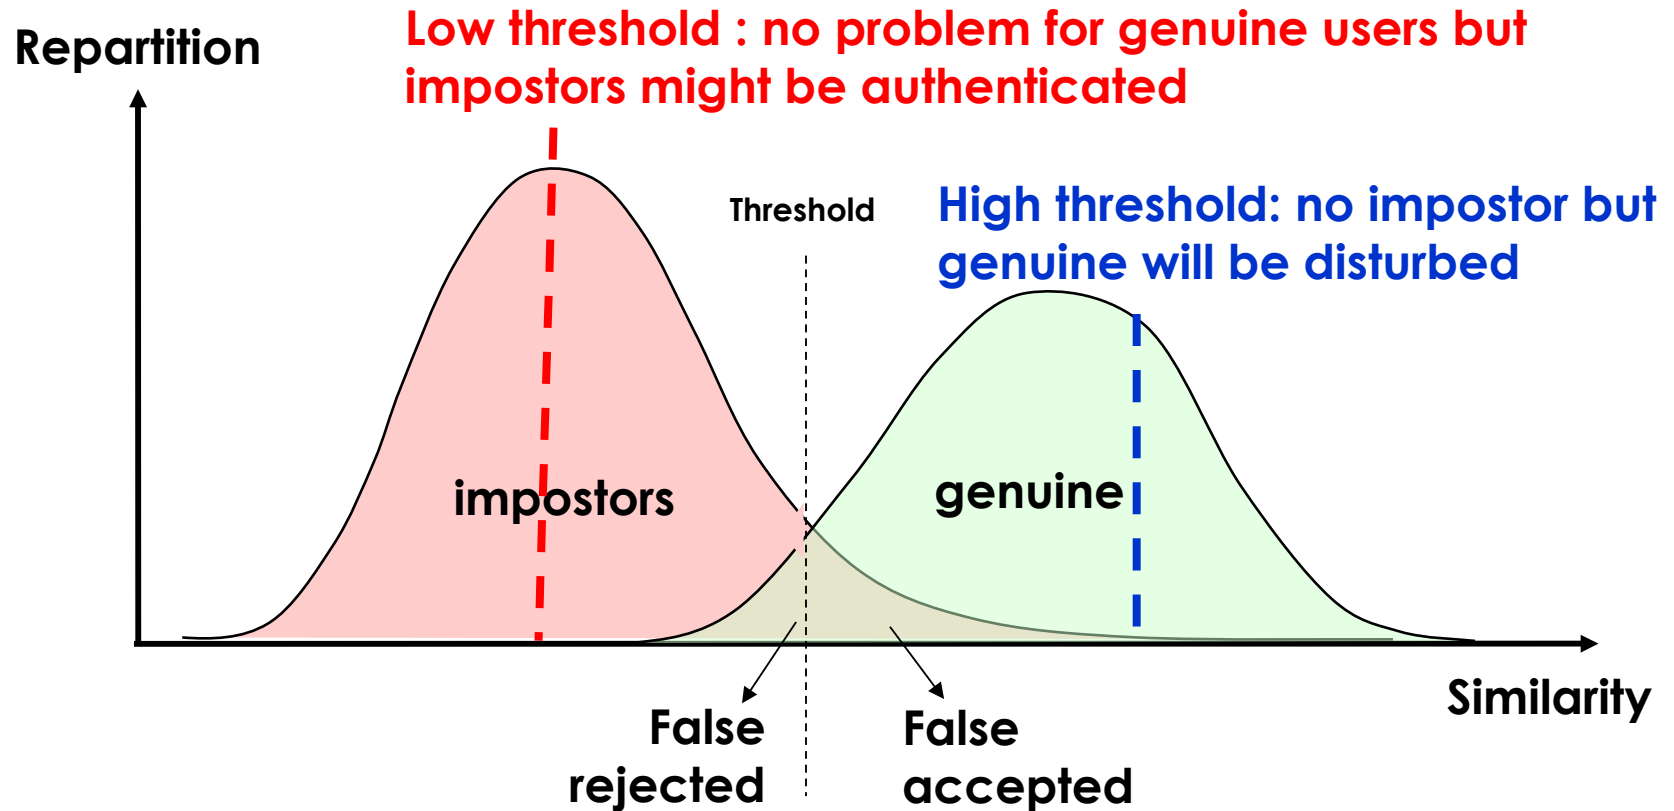 Repartition
Low threshold : no problem for genuine users but
impostors might be authenticated
Threshold
High threshold: no impostor but
genuine will be disturbed
impostors
genuine
Similarity
False
rejected
False
accepted